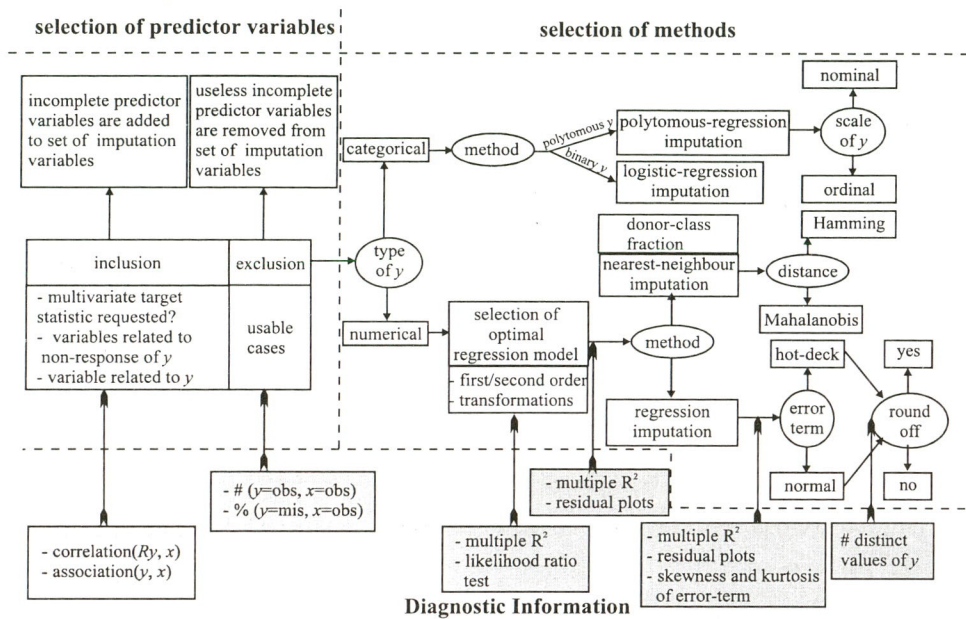 selection of predictor variables
selection of methods
incomplete predictor
variables are added
to set of imputation
variables
useless incomplete
predictor variables
are removed from
set of imputation
variables
inclusion
exclusion
- multivariate target
statistic requested?
- variables related to
non-response of y
- variable related to y
usable
cases
type
of y
categorical
numerical
method
polytomous y
binary y
polytomous-regression
imputation
logistic-regression
imputation
scale
of y
nominal
ordinal
selection of
optimal
regression model
- first/second order
- transformations
method
donor-class
fraction
nearest-neighbour
imputation
distance
Hamming
Mahalanobis
regression
imputation
error
term
hot-deck
normal
round
off
yes
no
- correlation(Ry, x)
- association(y, x)
- # (y=obs, x=obs)
- % (y=mis, x=obs)
- multiple R²
- likelihood ratio
test
- multiple R²
- residual plots
- multiple R²
- residual plots
- skewness and kurtosis
of error-term
# distinct
values of y
Diagnostic Information